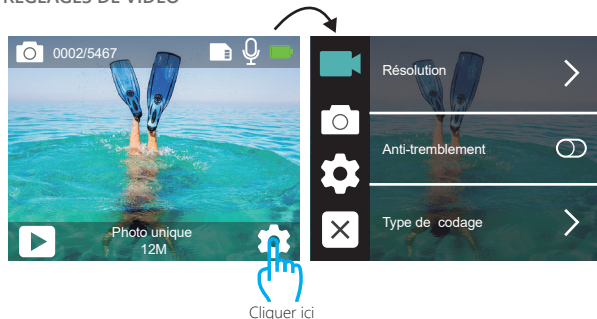 RÉGLAGES DE VIDÉO
0002/5467
Photo unique
12M
Cliquer ici
Résolution
Anti-tremblement
Type de codage